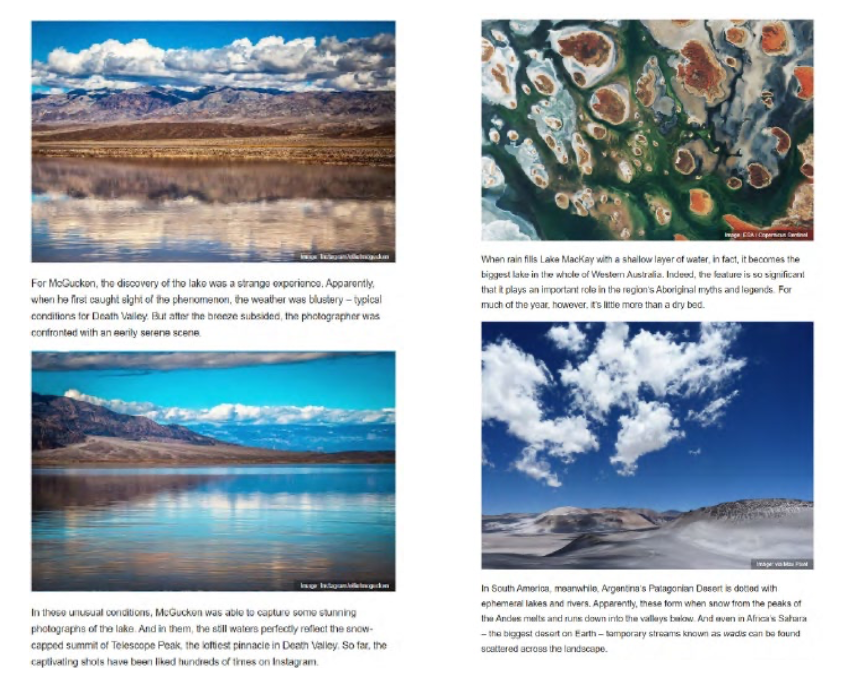 Image: Instagram/elliotmcgucken
For McGucken, the discovery of the lake was a strange experience. Apparently,
when he first caught sight of the phenomenon, the weather was blustery – typical
conditions for Death Valley. But after the breeze subsided, the photographer was
confronted with an eerily serene scene.
Image: Instagram/elliotmcgucken
In these unusual conditions, McGucken was able to capture some stunning
photographs of the lake. And in them, the still waters perfectly reflect the snow-
capped summit of Telescope Peak, the loftiest pinnacle in Death Valley. So far, the
captivating shots have been liked hundreds of times on Instagram.
Image: ESA / Copernicus Sentinel
When rain fills Lake MacKay with a shallow layer of water, in fact, it becomes the
biggest lake in the whole of Western Australia. Indeed, the feature is so significant
that it plays an important role in the region's Aboriginal myths and legends. For
much of the year, however, it's little more than a dry bed.
Image: via Max Pixel
In South America, meanwhile, Argentina's Patagonian Desert is dotted with
ephemeral lakes and rivers. Apparently, these form when snow from the peaks of
the Andes melts and runs down into the valleys below. And even in Africa's Sahara
– the biggest desert on Earth – temporary streams known as wadis can be found
scattered across the landscape.